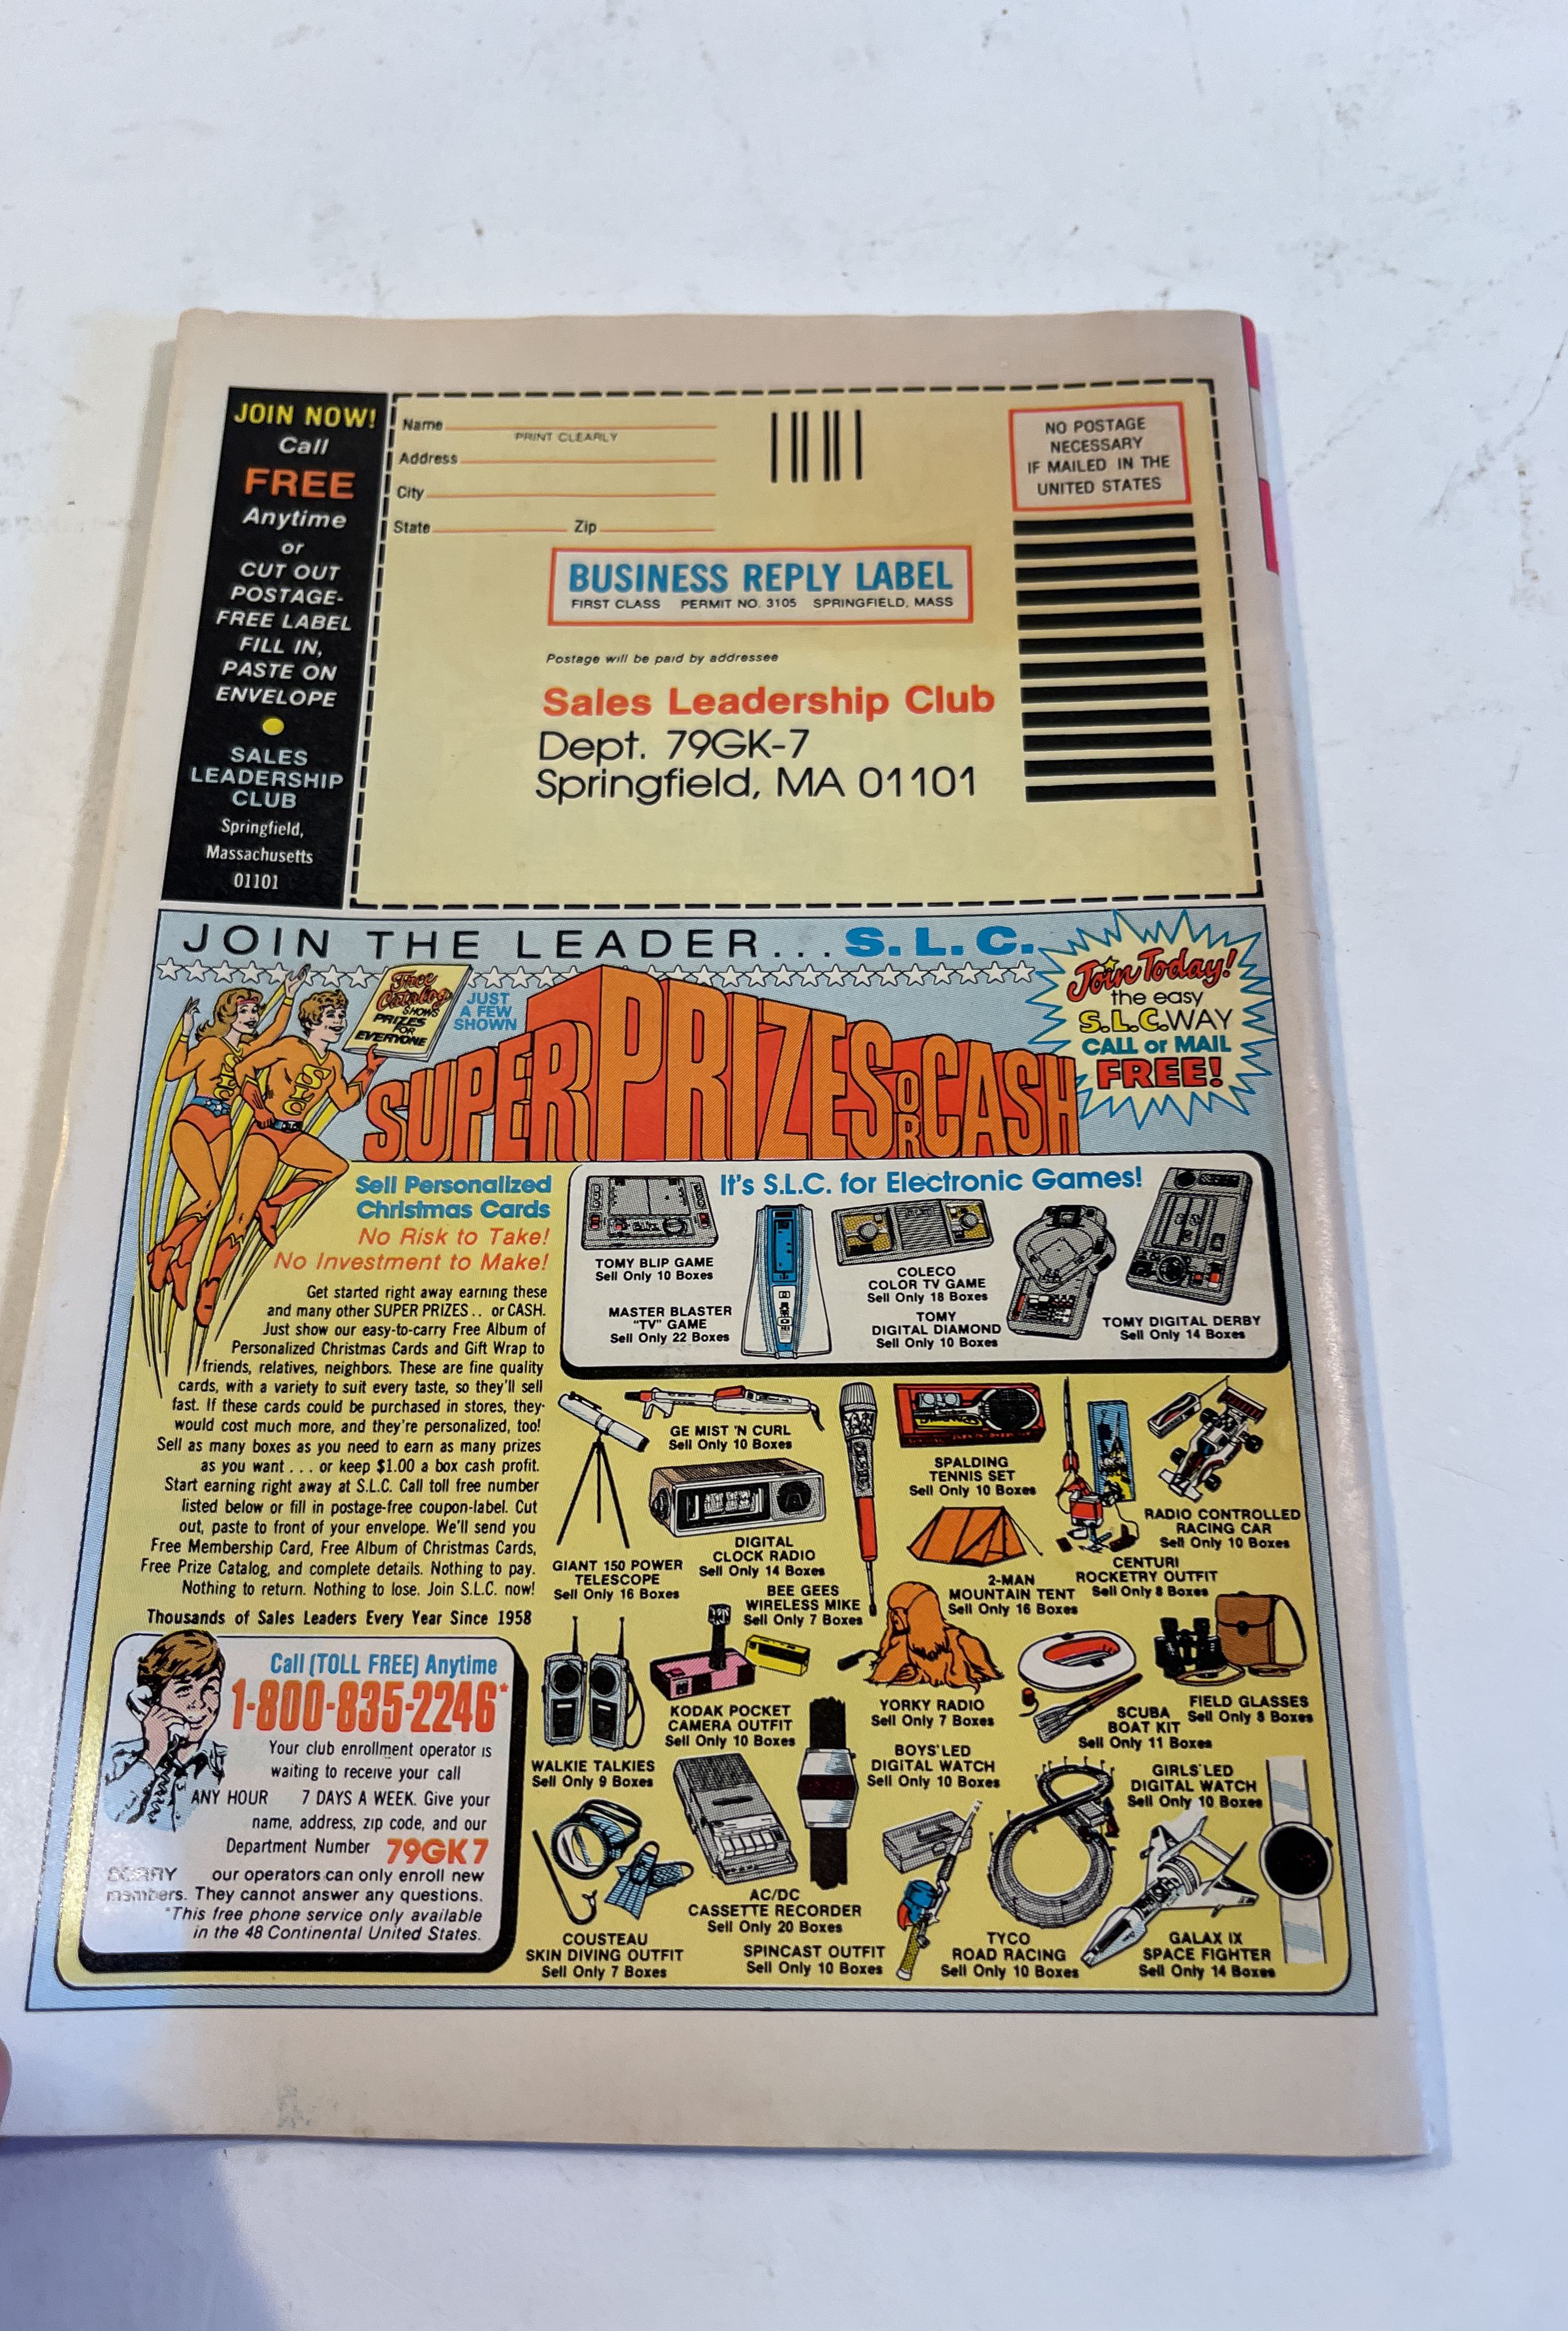 JOIN NOW!
Call
FREE
Anytime
or
CUT OUT
POSTAGE-
FREE LABEL
FILL IN,
PASTE ON
ENVELOPE
SALES
LEADERSHIP
CLUB
Springfield,
Massachusetts
01101
Name
PRINT CLEARLY
Address
City
State Zip
NO POSTAGE
NECESSARY
IF MAILED IN THE
UNITED STATES
BUSINESS REPLY LABEL
FIRST CLASS PERMIT NO. 3105 SPRINGFIELD, MASS
Postage will be paid by addressee
Sales Leadership Club
Dept. 79GK-7
Springfield, MA 01101
JOIN THE LEADER... S.L.C.
Free
Catalog
SHOWS
PRIZES
FOR
EVERYONE
JUST
A FEW
SHOWN
SUPER PRIZES OR CASH
Join Today!
the easy
S.L.C. WAY
CALL or MAIL
FREE!
SLC
SLC
Sell Personalized
Christmas Cards
No Risk to Take!
No Investment to Make!
Get started right away earning these
and many other SUPER PRIZES . . or CASH.
Just show our easy-to-carry Free Album of
Personalized Christmas Cards and Gift Wrap to
friends, relatives, neighbors. These are fine quality
cards, with a variety to suit every taste, so they'll sell
fast. If these cards could be purchased in stores, they
would cost much more, and they're personalized, too!
Sell as many boxes as you need to earn as many prizes
as you want . . . or keep $1.00 a box cash profit.
Start earning right away at S.L.C. Call toll free number
listed below or fill in postage-free coupon-label. Cut
out, paste to front of your envelope. We'll send you
Free Membership Card, Free Album of Christmas Cards,
Free Prize Catalog, and complete details. Nothing to pay.
Nothing to return. Nothing to lose. Join S.L.C. now!
Thousands of Sales Leaders Every Year Since 1958
Call (TOLL FREE) Anytime
1-800-835-2246*
Your club enrollment operator is
waiting to receive your call
ANY HOUR 7 DAYS A WEEK. Give your
name, address, zip code, and our
Department Number 79GK7
SORRY our operators can only enroll new
members. They cannot answer any questions.
*This free phone service only available
in the 48 Continental United States.
It's S.L.C. for Electronic Games!
TOMY BLIP GAME
Sell Only 10 Boxes
MASTER BLASTER
"TV" GAME
Sell Only 22 Boxes
COLECO
COLOR TV GAME
Sell Only 18 Boxes
TOMY
DIGITAL DIAMOND
Sell Only 10 Boxes
TOMY DIGITAL DERBY
Sell Only 14 Boxes
GE MIST 'N CURL
Sell Only 10 Boxes
SPALDING
TENNIS SET
Sell Only 10 Boxes
RADIO CONTROLLED
RACING CAR
Sell Only 10 Boxes
GIANT 150 POWER
TELESCOPE
Sell Only 16 Boxes
DIGITAL
CLOCK RADIO
Sell Only 14 Boxes
BEE GEES
WIRELESS MIKE
Sell Only 7 Boxes
2-MAN
MOUNTAIN TENT
Sell Only 16 Boxes
CENTURI
ROCKETRY OUTFIT
Sell Only 8 Boxes
WALKIE TALKIES
Sell Only 9 Boxes
KODAK POCKET
CAMERA OUTFIT
Sell Only 10 Boxes
YORKY RADIO
Sell Only 7 Boxes
SCUBA
BOAT KIT
Sell Only 11 Boxes
FIELD GLASSES
Sell Only 8 Boxes
BOYS' LED
DIGITAL WATCH
Sell Only 10 Boxes
GIRLS' LED
DIGITAL WATCH
Sell Only 10 Boxes
COUSTEAU
SKIN DIVING OUTFIT
Sell Only 7 Boxes
AC/DC
CASSETTE RECORDER
Sell Only 20 Boxes
SPINCAST OUTFIT
Sell Only 10 Boxes
TYCO
ROAD RACING
Sell Only 10 Boxes
GALAX IX
SPACE FIGHTER
Sell Only 14 Boxes